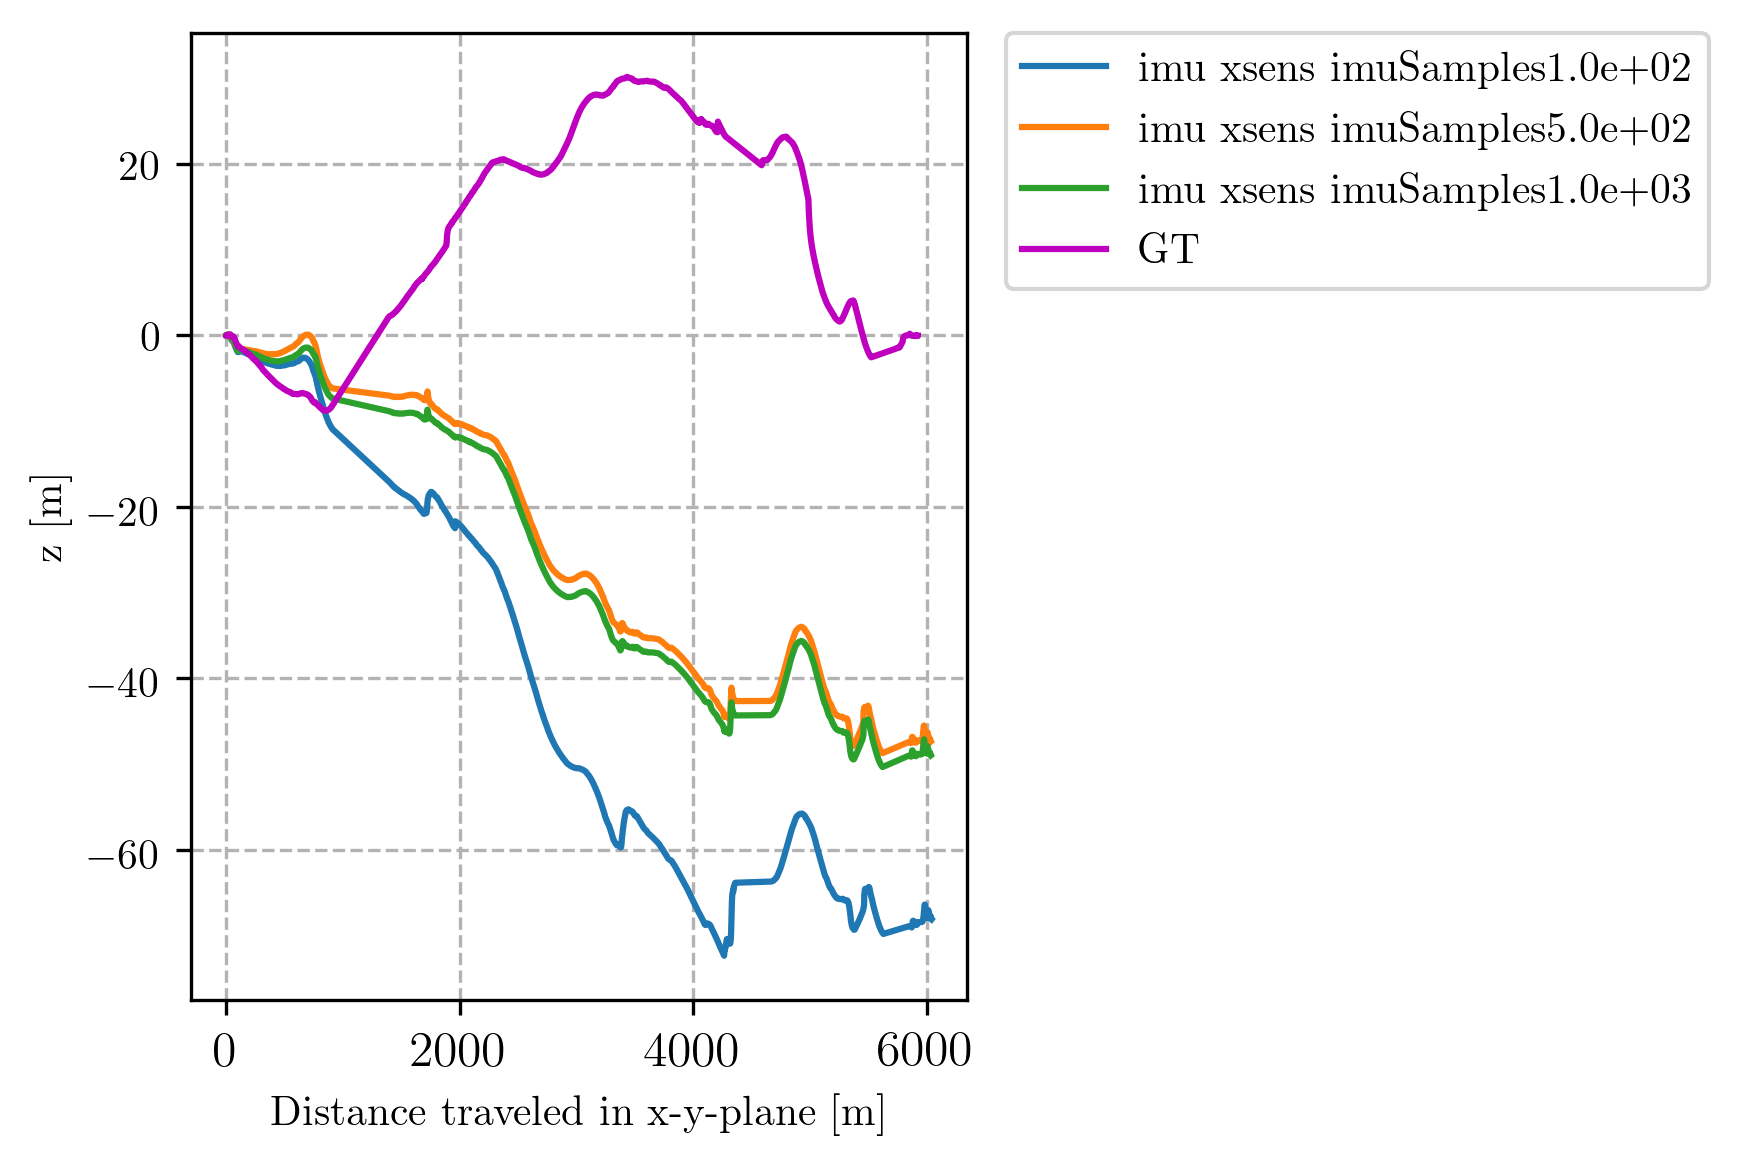 imu xsens imuSamples1.0e+02
imu xsens imuSamples5.0e+02
imu xsens imuSamples1.0e+03
GT
20
0
−20
−40
−60
z [m]
0 2000 4000 6000
Distance traveled in x-y-plane [m]